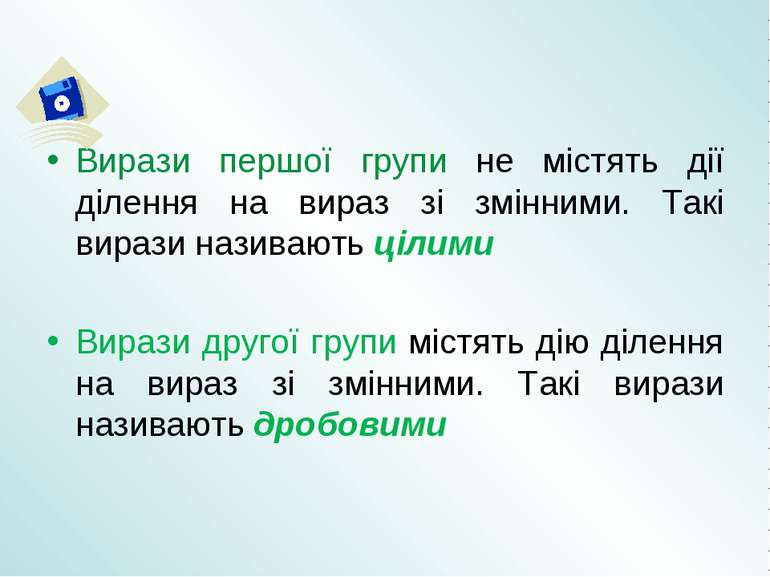 • Вирази першої групи не містять дії
ділення на вираз зі змінними. Такі
вирази називають цілими
• Вирази другої групи містять дію ділення
на вираз зі змінними. Такі вирази
називають дробовими